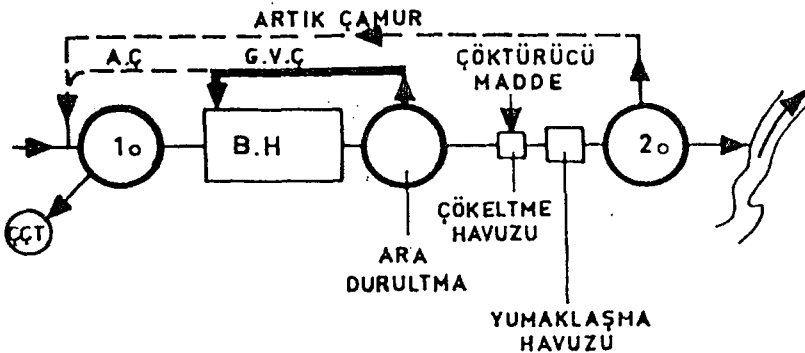 ARTIK ÇAMUR
A.Ç
G.V.Ç
ÇÖKTÜRÜCÜ
MADDE
1o
B.H
2o
ÇÇT
ÇÖKELTME
HAVUZU
ARA
DURULTMA
YUMAKLAŞMA
HAVUZU